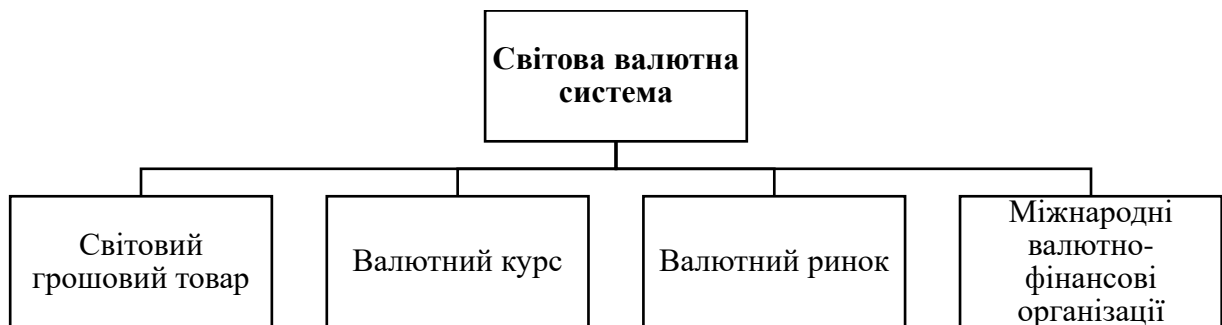 Світова валютна
система
Світовий
грошовий товар
Валютний курс
Валютний ринок
Міжнародні
валютно-
фінансові
організації